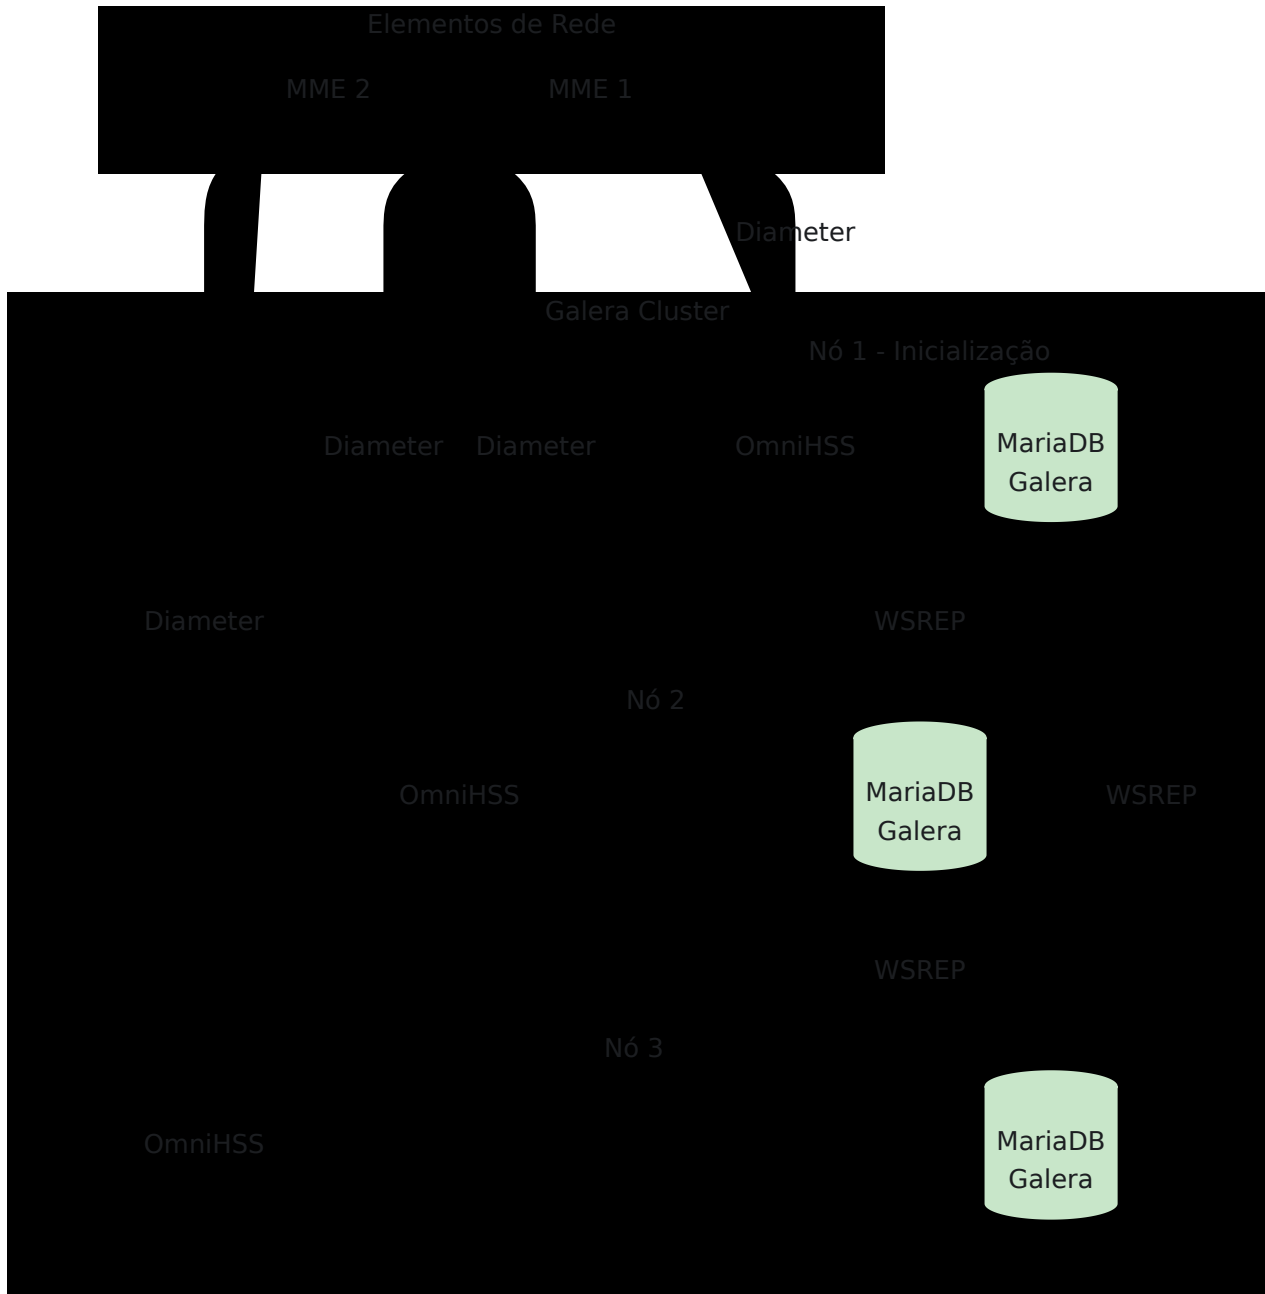 Elementos de Rede
MME 2
MME 1
Diameter
Galera Cluster
Nó 1 - Inicialização
Diameter
Diameter
OmniHSS
MariaDB
Galera
Diameter
WSREP
Nó 2
OmniHSS
MariaDB
Galera
WSREP
WSREP
Nó 3
OmniHSS
MariaDB
Galera